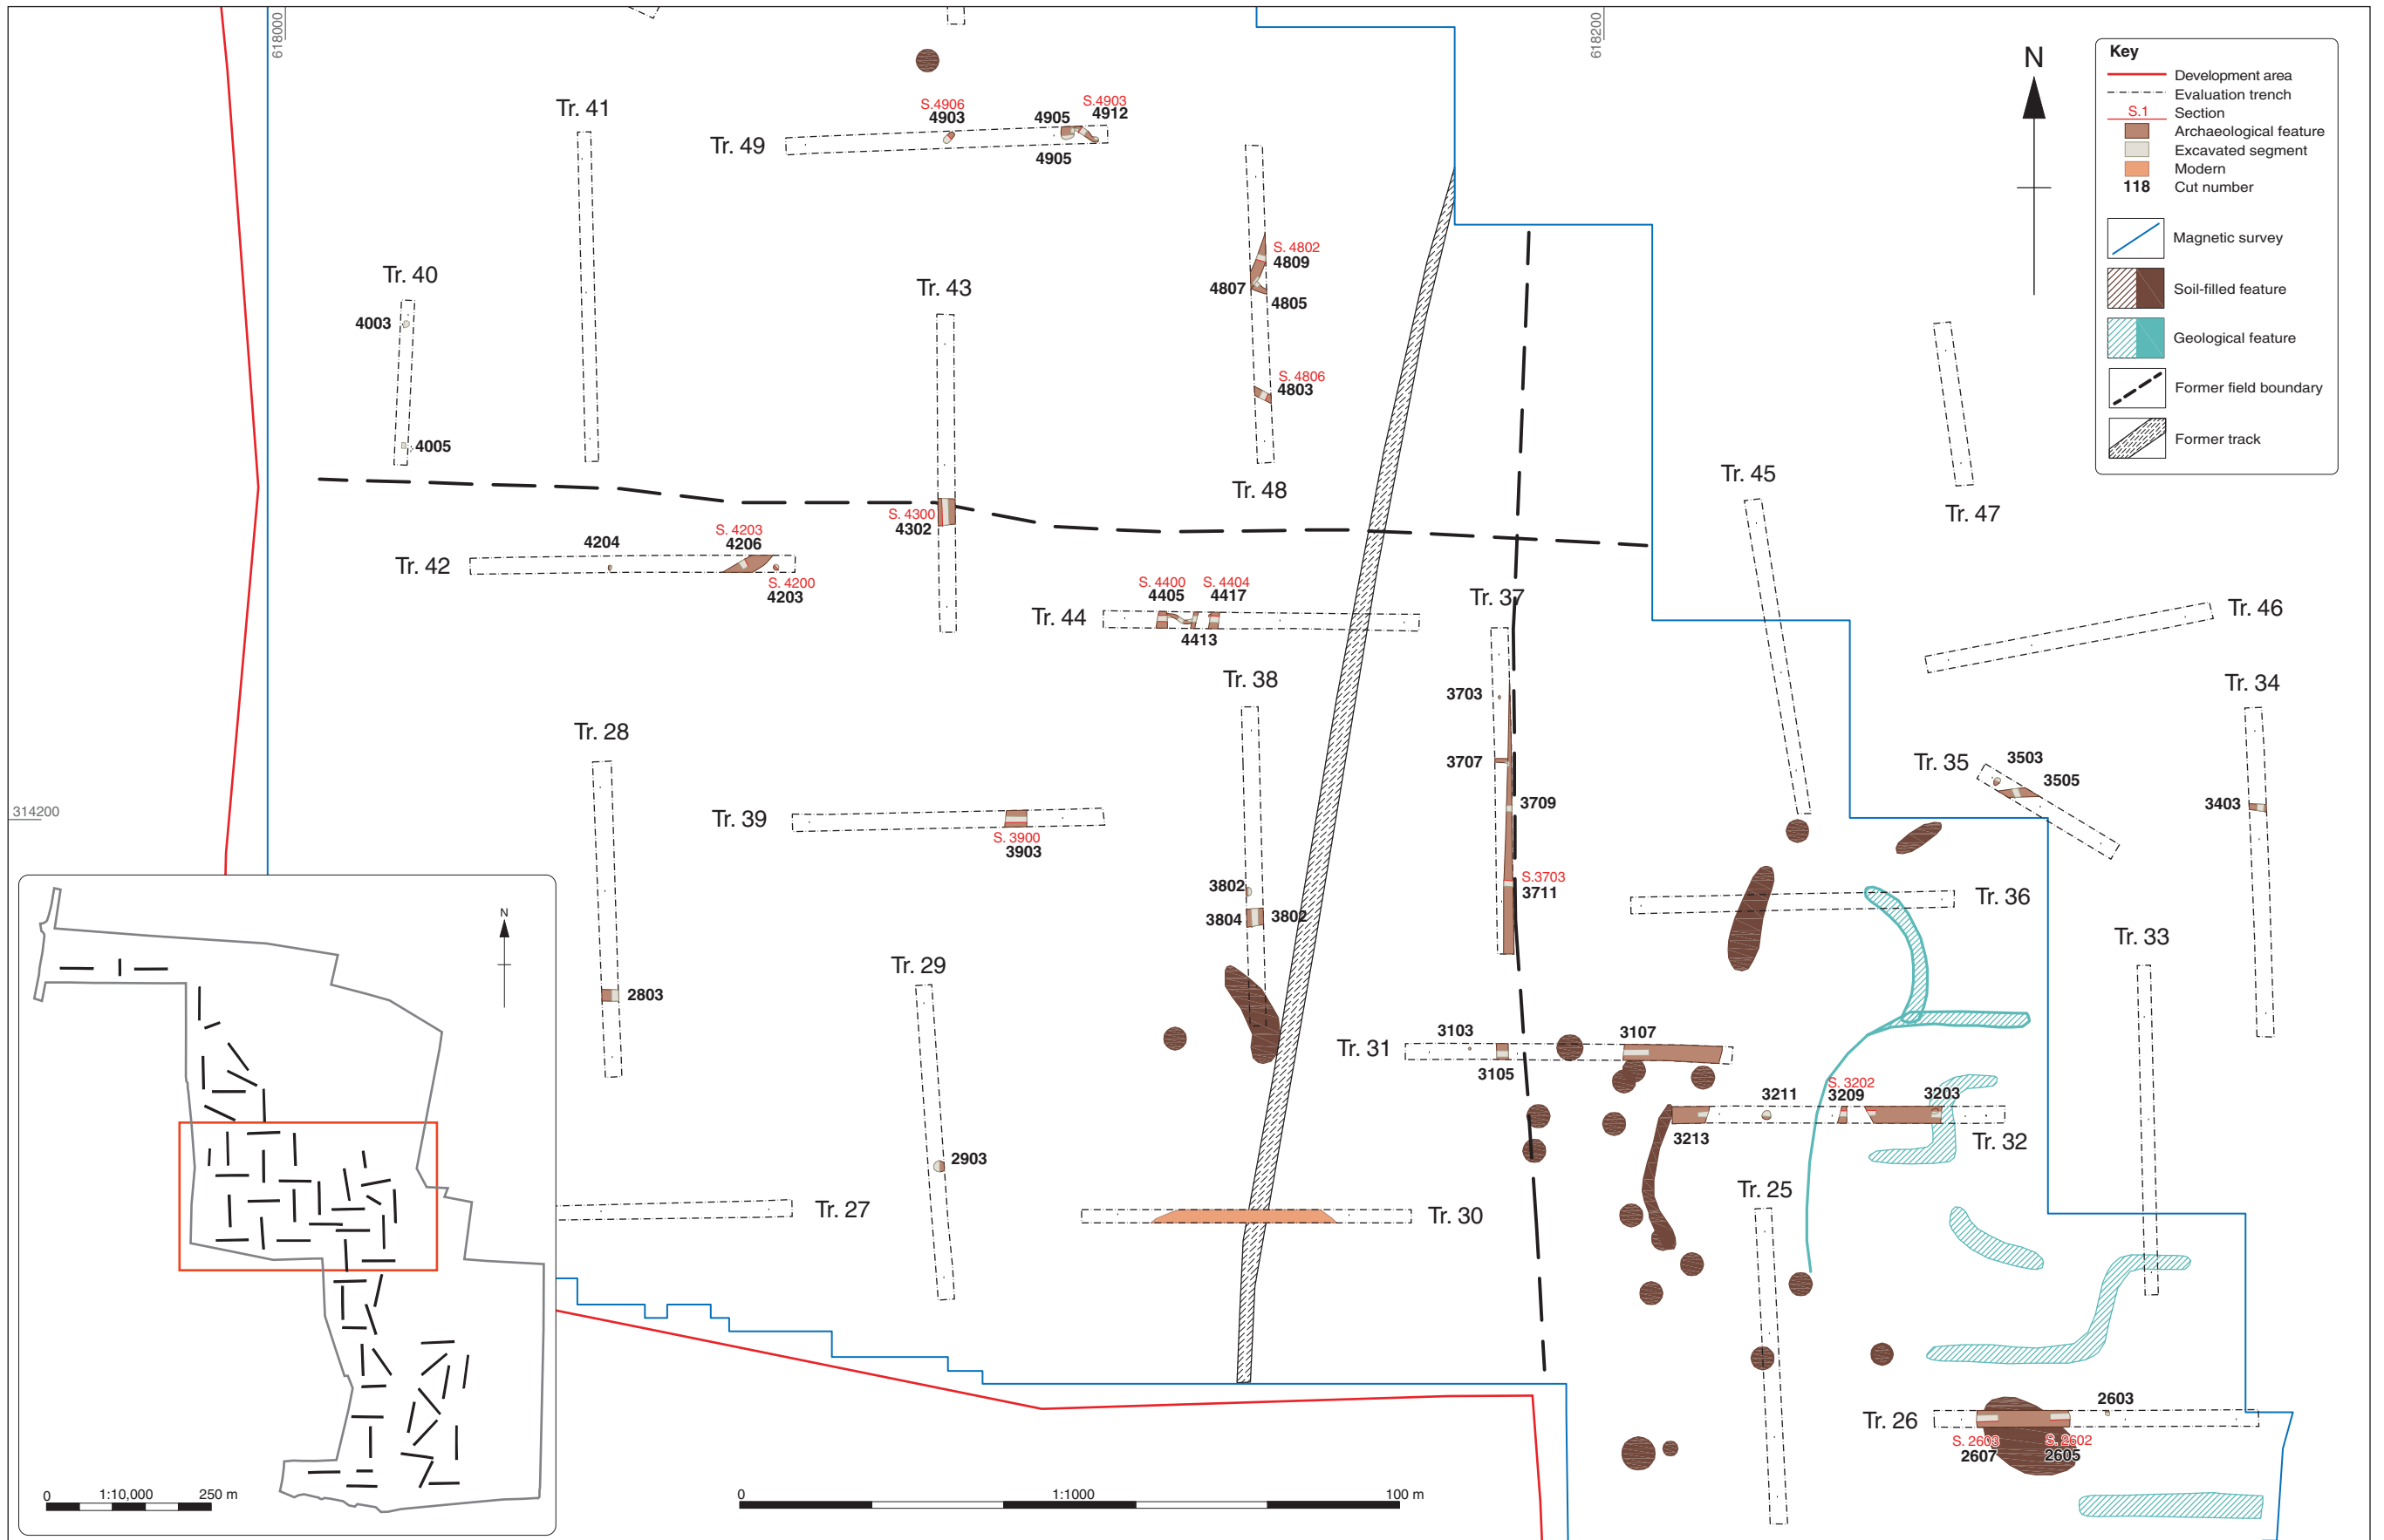 618000
618200
314200
N
Key
Development area
Evaluation trench
S.1
Section
Archaeological feature
Excavated segment
Modern
118
Cut number
Magnetic survey
Soil-filled feature
Geological feature
Former field boundary
Former track
Tr. 41
Tr. 49
S.4906
4903
4905
S.4903
4912
4905
Tr. 40
4003
4005
Tr. 43
S. 4300
4302
S. 4802
4809
4807
4805
S. 4806
4803
Tr. 48
Tr. 45
Tr. 47
Tr. 42
4204
S. 4203
4206
S. 4200
4203
Tr. 44
S. 4400
4405
S. 4404
4417
4413
Tr. 37
3703
3707
3709
S.3703
3711
Tr. 46
Tr. 34
3403
Tr. 35
3503
3505
Tr. 38
3802
3804
3802
Tr. 28
2803
Tr. 39
S. 3900
3903
Tr. 36
Tr. 33
Tr. 29
2903
Tr. 31
3103
3105
3107
3211
S. 3202
3209
3203
3213
Tr. 32
Tr. 25
Tr. 27
Tr. 30
Tr. 26
2603
S. 2603
2607
S. 2602
2605
N
0
1:10,000
250 m
0
1:1000
100 m